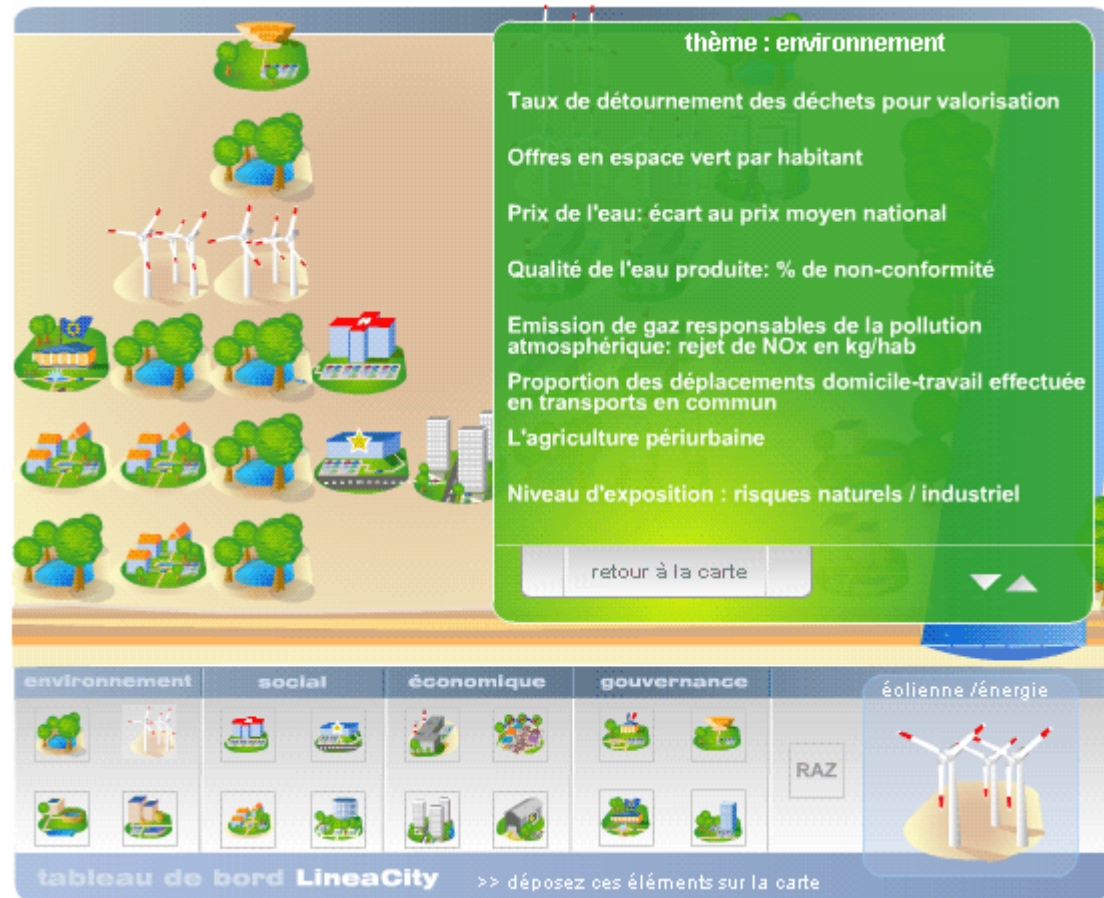 thème : environnement
Taux de détournement des déchets pour valorisation
Offres en espace vert par habitant
Prix de l'eau: écart au prix moyen national
Qualité de l'eau produite: % de non-conformité
Emission de gaz responsables de la pollution
atmosphérique: rejet de NOx en kg/hab
Proportion des déplacements domicile-travail effectuée
en transports en commun
L'agriculture périurbaine
Niveau d'exposition : risques naturels / industriel
retour à la carte
environnement social économique gouvernance
éolienne /énergie
RAZ
tableau de bord LineaCity >> déposez ces éléments sur la carte